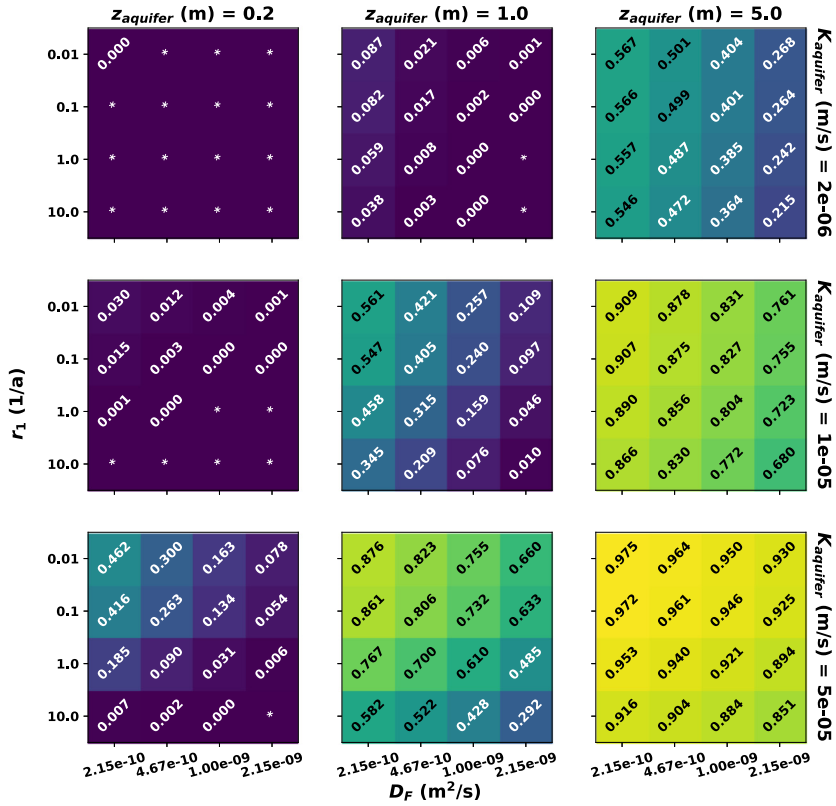 z_aquifer (m) = 0.2 z_aquifer (m) = 1.0 z_aquifer (m) = 5.0
0.01 0.000 * * * 0.087 0.021 0.006 0.001 0.567 0.501 0.404 0.268
0.1 * * * * 0.082 0.017 0.002 0.000 0.566 0.499 0.401 0.264
1.0 * * * * 0.059 0.008 0.000 * 0.557 0.487 0.385 0.242
10.0 * * * * 0.038 0.003 0.000 * 0.546 0.472 0.364 0.215
K_aquifer (m/s) = 2e-06
0.01 0.030 0.012 0.004 0.001 0.561 0.421 0.257 0.109 0.909 0.878 0.831 0.761
0.1 0.015 0.003 0.000 0.000 0.547 0.405 0.240 0.097 0.907 0.875 0.827 0.755
1.0 0.001 0.000 * * 0.458 0.315 0.159 0.046 0.890 0.856 0.804 0.723
10.0 * * * * 0.345 0.209 0.076 0.010 0.866 0.830 0.772 0.680
r₁ (1/a)
K_aquifer (m/s) = 1e-05
0.01 0.462 0.300 0.163 0.078 0.876 0.823 0.755 0.660 0.975 0.964 0.950 0.930
0.1 0.416 0.263 0.134 0.054 0.861 0.806 0.732 0.633 0.972 0.961 0.946 0.925
1.0 0.185 0.090 0.031 0.006 0.767 0.700 0.610 0.485 0.953 0.940 0.921 0.894
10.0 0.007 0.002 0.000 * 0.582 0.522 0.428 0.292 0.916 0.904 0.884 0.851
K_aquifer (m/s) = 5e-05
2.15e-10 4.67e-10 1.00e-09 2.15e-09 2.15e-10 4.67e-10 1.00e-09 2.15e-09 2.15e-10 4.67e-10 1.00e-09 2.15e-09
D_F (m²/s)